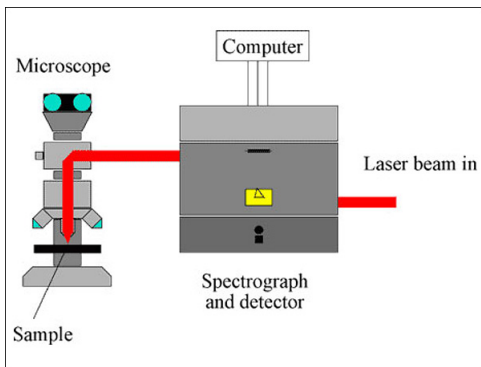 Computer
Microscope
Laser beam in
Spectrograph
and detector
Sample